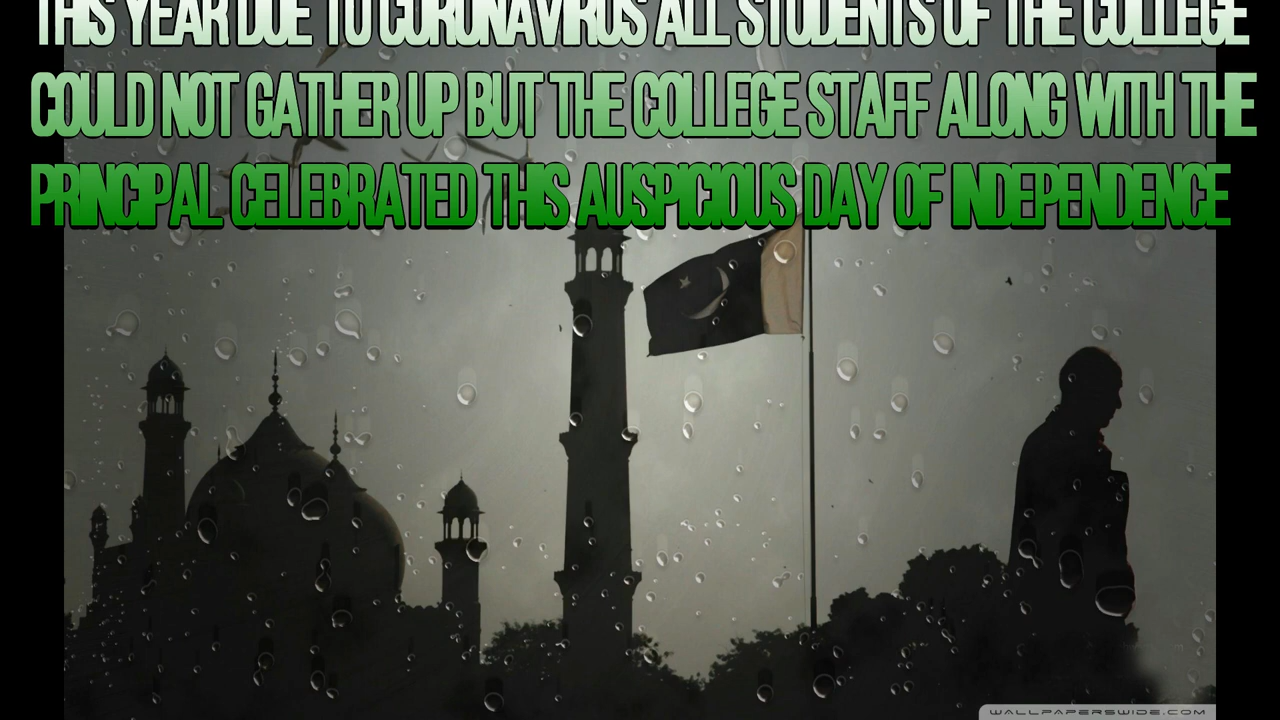 THIS YEAR DUE TO CORONAVIRUS ALL STUDENTS OF THE COLLEGE
COULD NOT GATHER UP BUT THE COLLEGE STAFF ALONG WITH THE
PRINCIPAL CELEBRATED THIS AUSPICIOUS DAY OF INDEPENDENCE
WALLPAPERSWIDE.COM